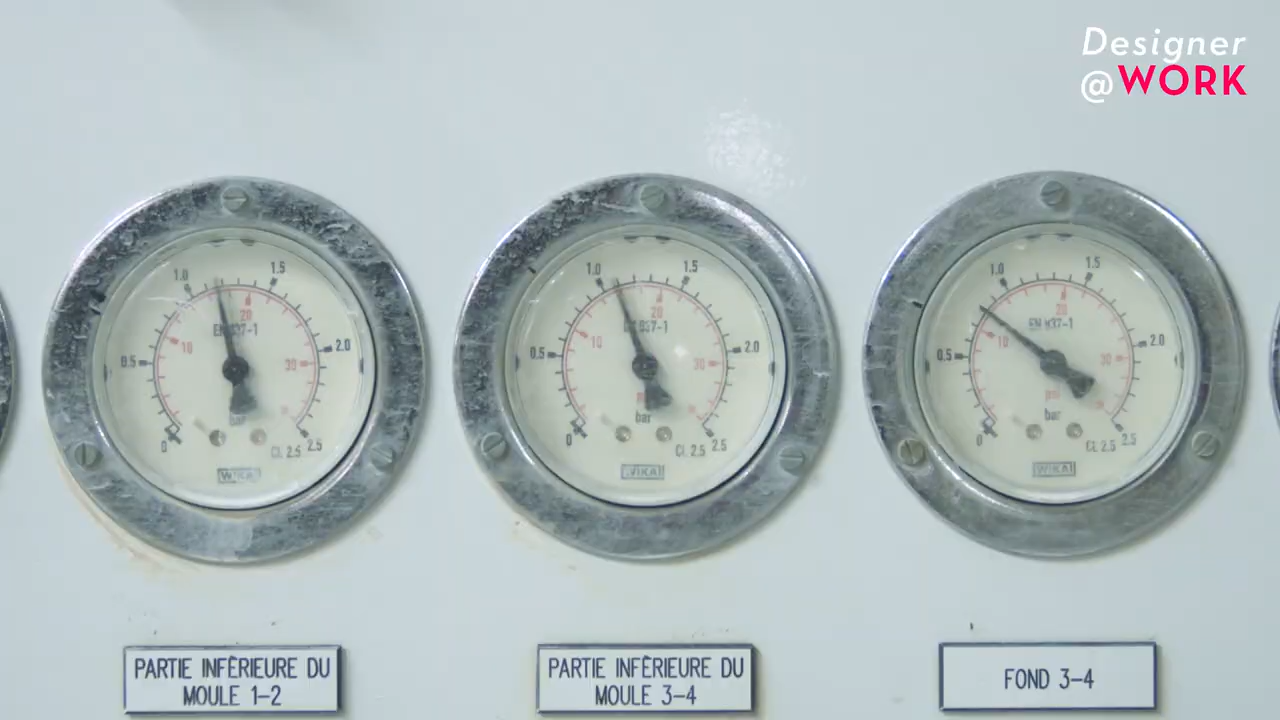 Designer
@WORK
1.0 1.5
20
EN 837-1
0.5 10 30 2.0
bar
0 CL 2.5 2.5
WIKA
1.0 1.5
20
EN 837-1
0.5 10 30 2.0
bar
0 CL 2.5 2.5
WIKA
1.0 1.5
20
EN 837-1
0.5 10 30 2.0
psi
bar
0 CL 2.5 2.5
WIKA
PARTIE INFÉRIEURE DU
MOULE 1-2
PARTIE INFÉRIEURE DU
MOULE 3-4
FOND 3-4